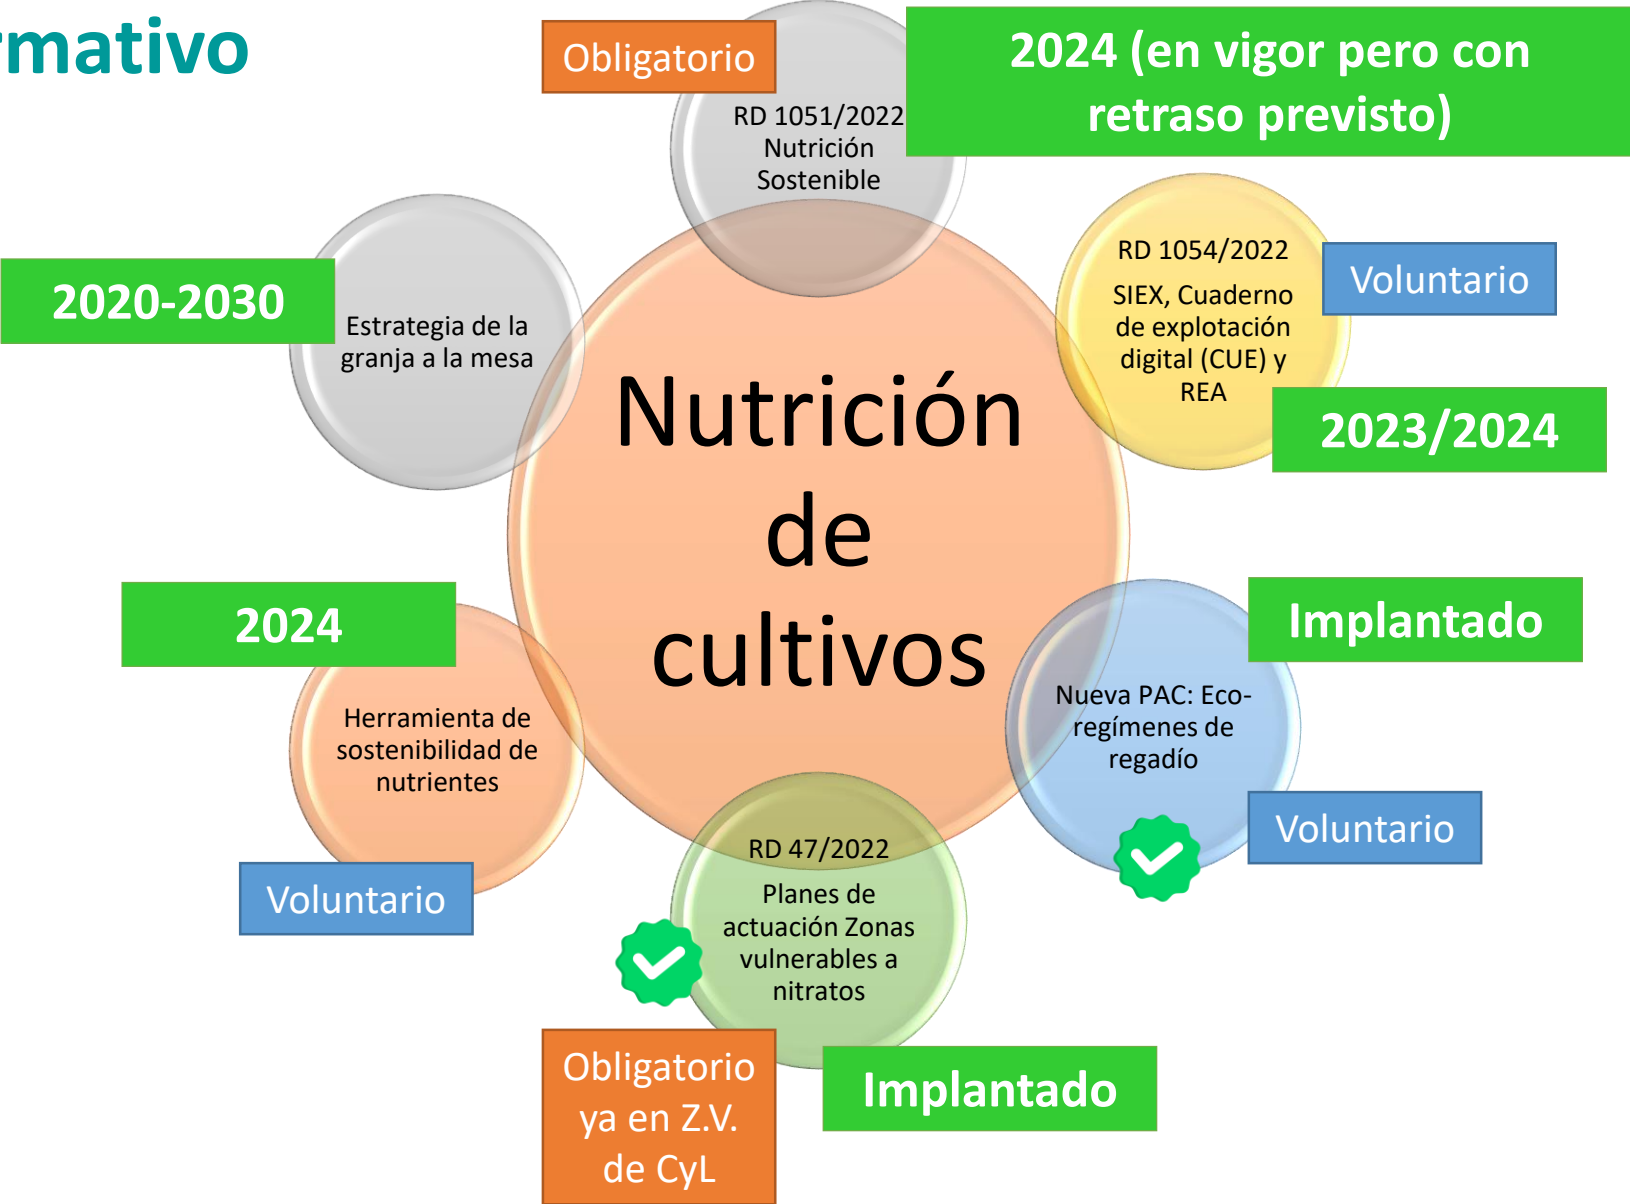 rmativo
Obligatorio
2024 (en vigor pero con
retraso previsto)
RD 1051/2022
Nutrición
Sostenible
RD 1054/2022
SIEX, Cuaderno
de explotación
digital (CUE) y
REA
Voluntario
2023/2024
2020-2030
Estrategia de la
granja a la mesa
Nutrición
de
cultivos
Implantado
Nueva PAC: Eco-
regímenes de
regadío
Voluntario
2024
Herramienta de
sostenibilidad de
nutrientes
Voluntario
RD 47/2022
Planes de
actuación Zonas
vulnerables a
nitratos
Obligatorio
ya en Z.V.
de CyL
Implantado